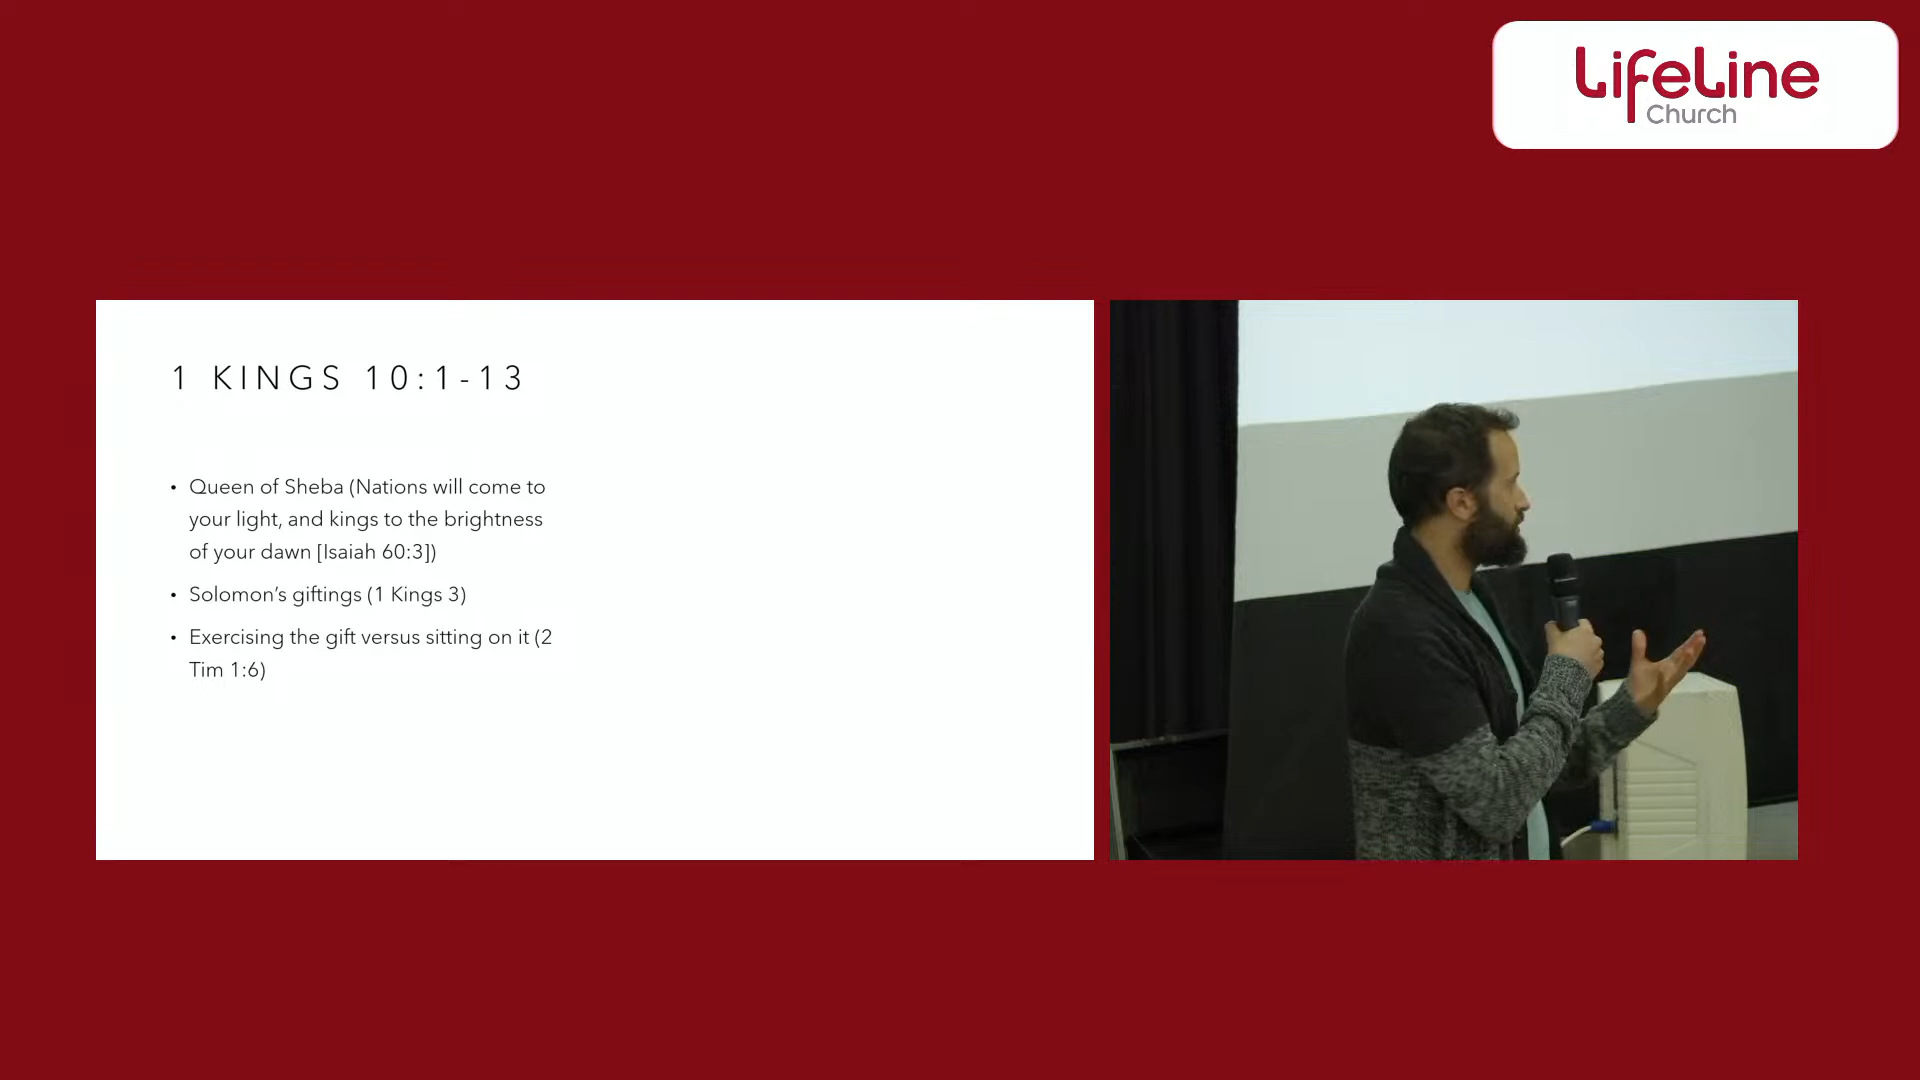 LifeLine
Church
1 KINGS 10:1-13
• Queen of Sheba (Nations will come to
your light, and kings to the brightness
of your dawn [Isaiah 60:3])
• Solomon’s giftings (1 Kings 3)
• Exercising the gift versus sitting on it (2
Tim 1:6)